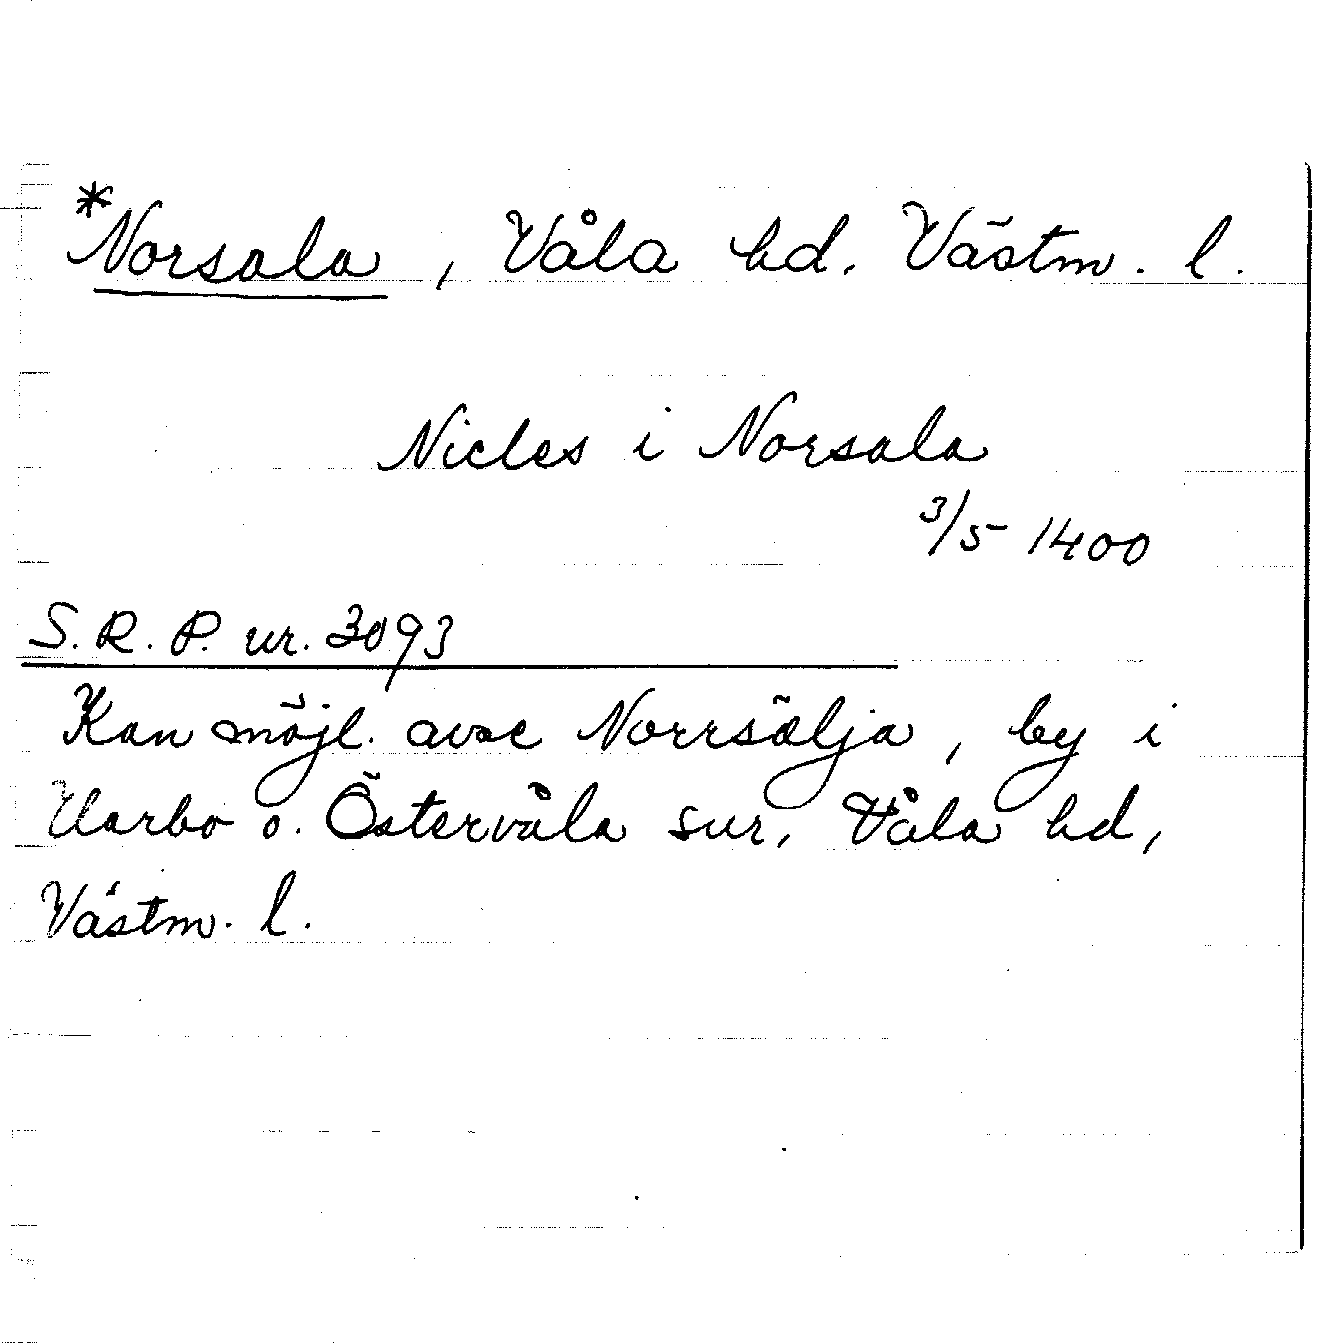 *Norsala, Våla hd. Västm. l.
Nicles i Norsala
3/5 1400
S. R. P. nr. 3093
Kan möjl. avse Norrsälja, by i
Harbo o. Östervåla snr, Våla hd,
Västm. l.